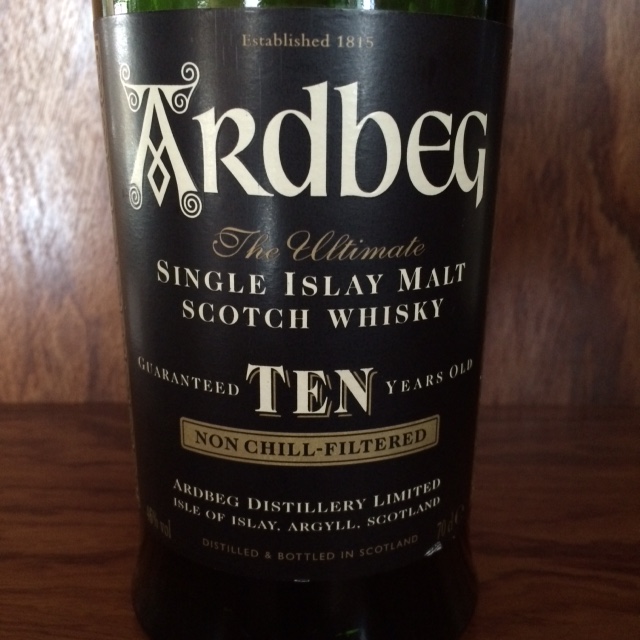 Established 1815
ARDBEG
The Ultimate
SINGLE ISLAY MALT
SCOTCH WHISKY
GUARANTEED TEN YEARS OLD
NON CHILL-FILTERED
ARDBEG DISTILLERY LIMITED
ISLE OF ISLAY, ARGYLL, SCOTLAND
DISTILLED & BOTTLED IN SCOTLAND